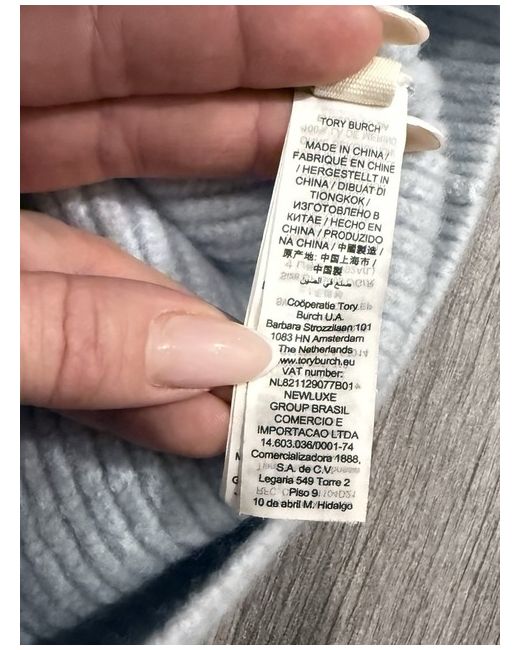 TORY BURCH
MADE IN CHINA /
FABRIQUÉ EN CHINE
/ HERGESTELLT IN
CHINA / DIBUAT DI
TIONGKOK /
ИЗГОТОВЛЕНО В
КИТАЕ / HECHO EN
CHINA / PRODUZIDO
NA CHINA / 中國製造 /
原产地: 中国上海市 /
中国製
صنع في الصين
Coöperatie Tory
Burch U.A.
Barbara Strozzilaan 101
1083 HN Amsterdam
The Netherlands
www.toryburch.eu
VAT number:
NL821129077B01
NEWLUXE
GROUP BRASIL
COMERCIO E
IMPORTACAO LTDA
14.603.036/0001-74
Comercializadora 1888,
S.A. de C.V.
Legaria 549 Torre 2
Piso 9
10 de abril M. Hidalgo